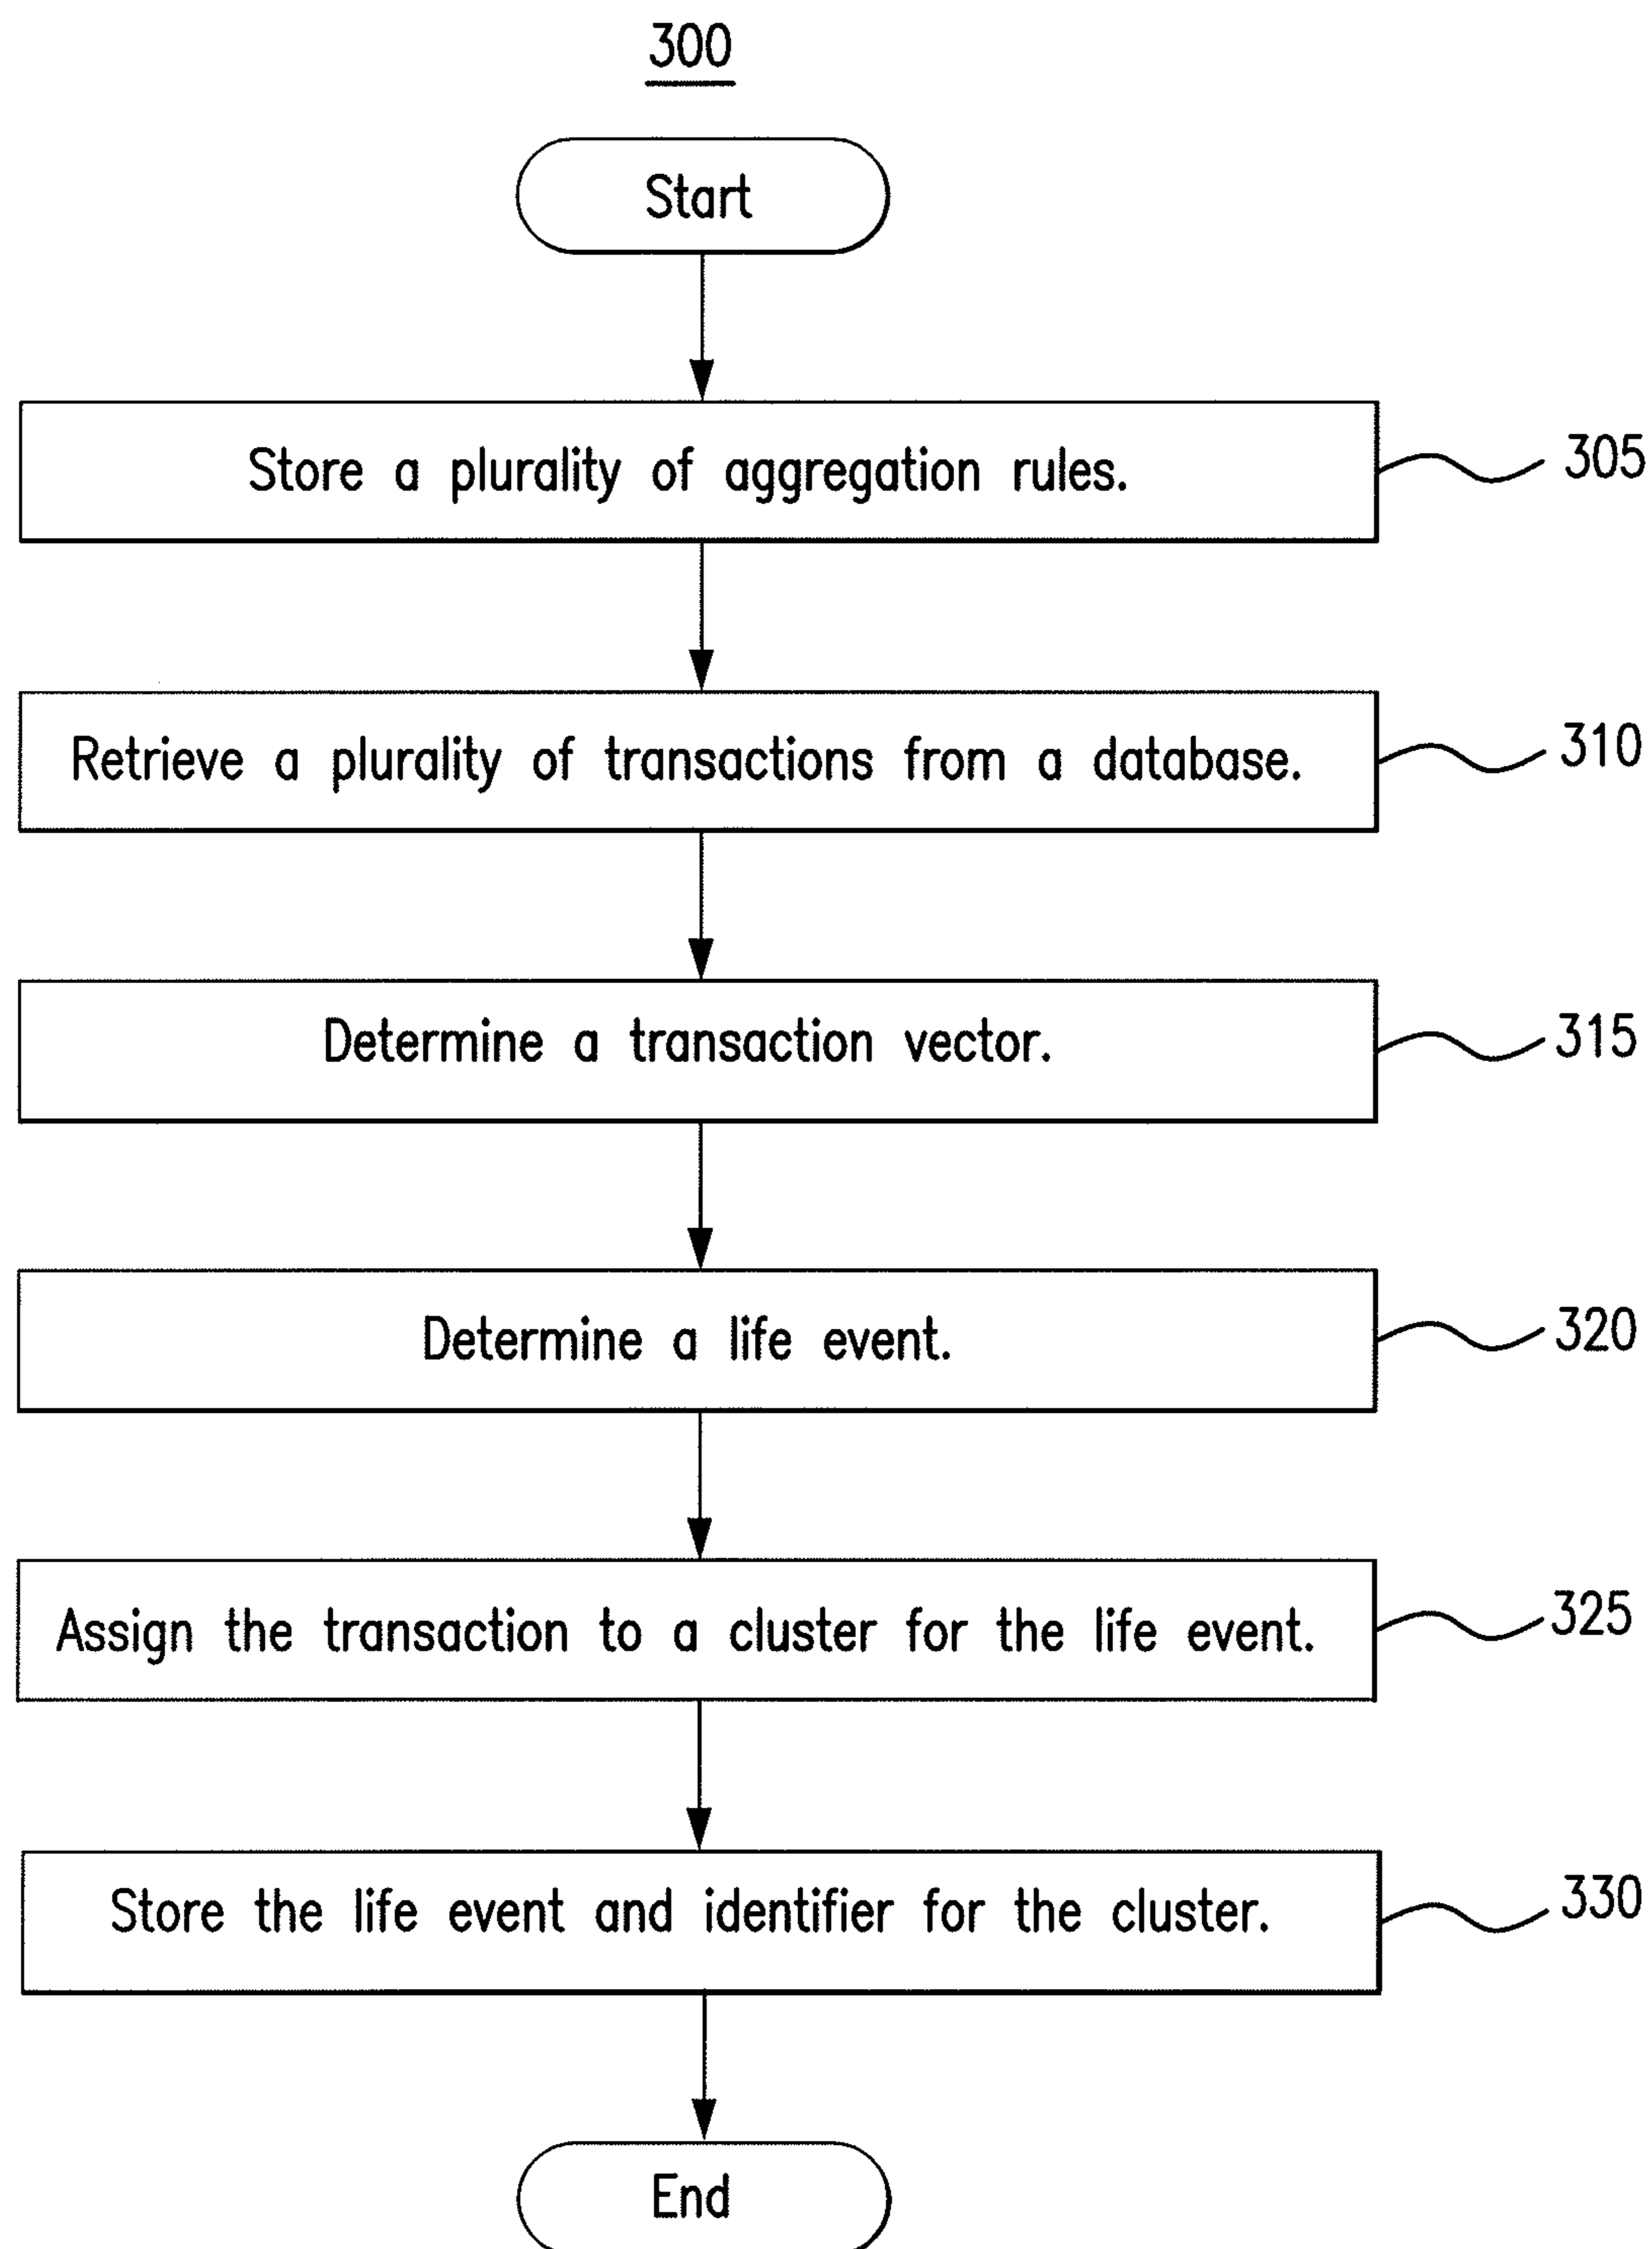 300
Start
Store a plurality of aggregation rules.
305
Retrieve a plurality of transactions from a database.
310
Determine a transaction vector.
315
Determine a life event.
320
Assign the transaction to a cluster for the life event.
325
Store the life event and identifier for the cluster.
330
End